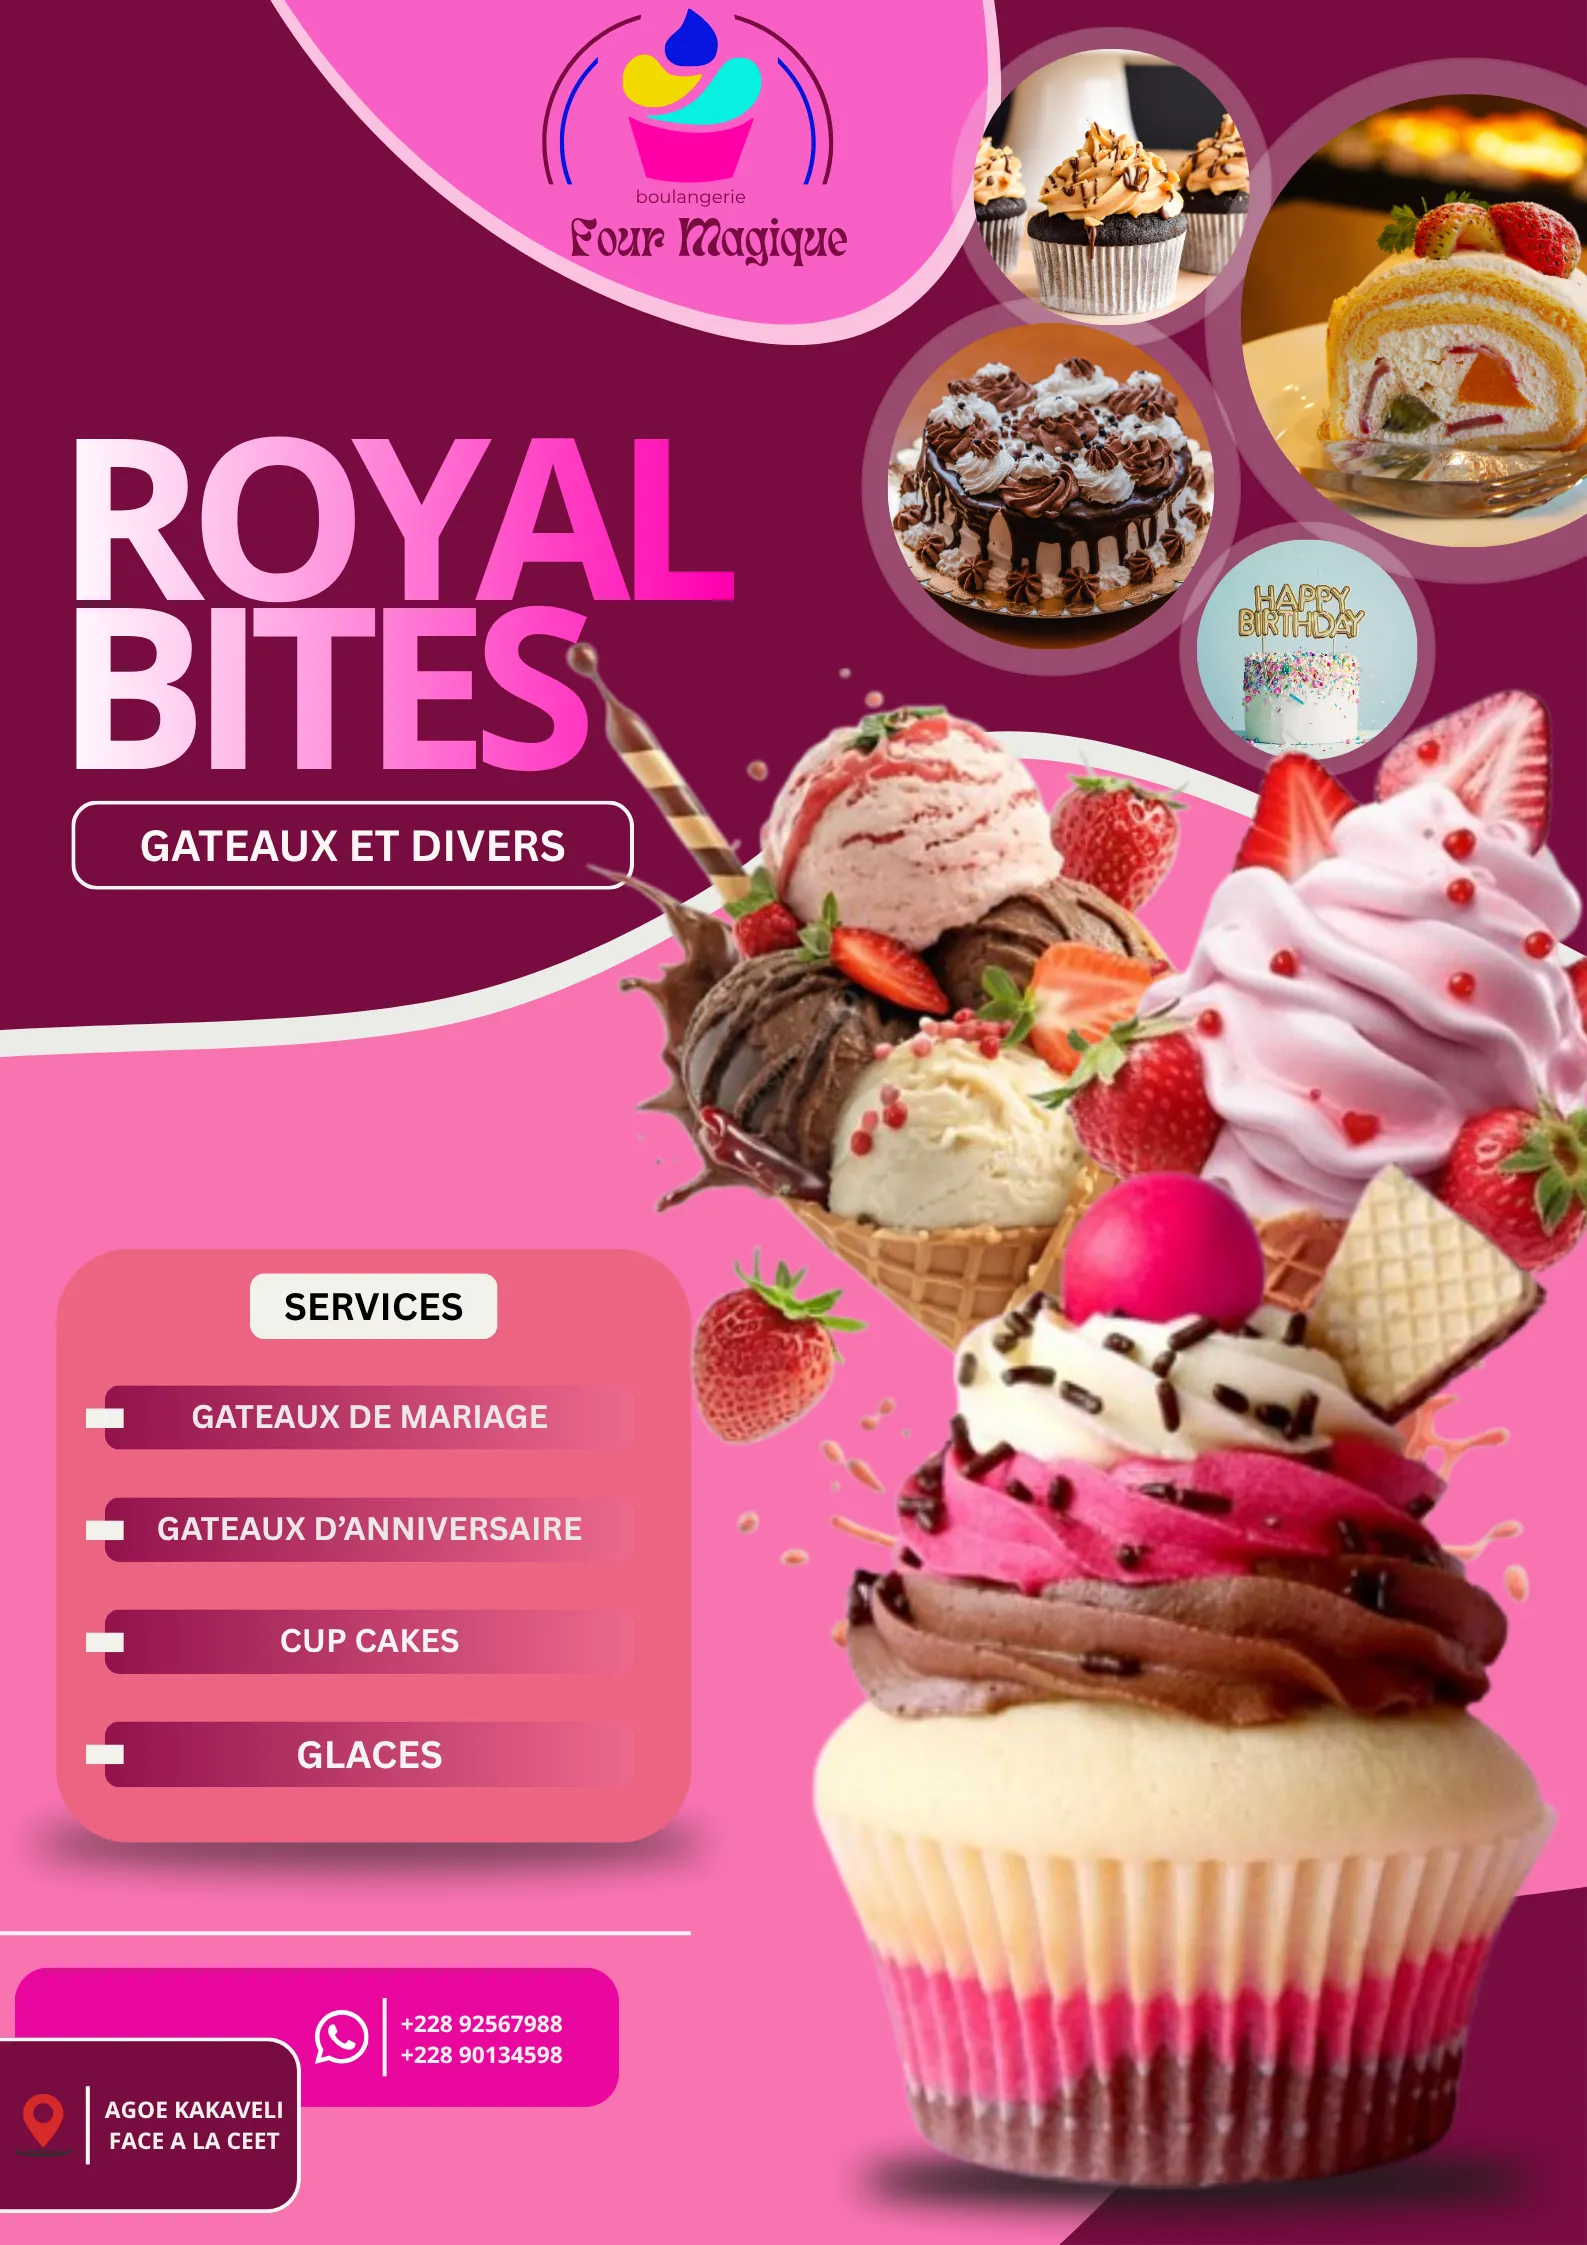 boulangerie
Four Magique
HAPPY
BIRTHDAY
ROYAL
BITES
GATEAUX ET DIVERS
SERVICES
GATEAUX DE MARIAGE
GATEAUX D’ANNIVERSAIRE
CUP CAKES
GLACES
+228 92567988
+228 90134598
AGOE KAKAVELI
FACE A LA CEET